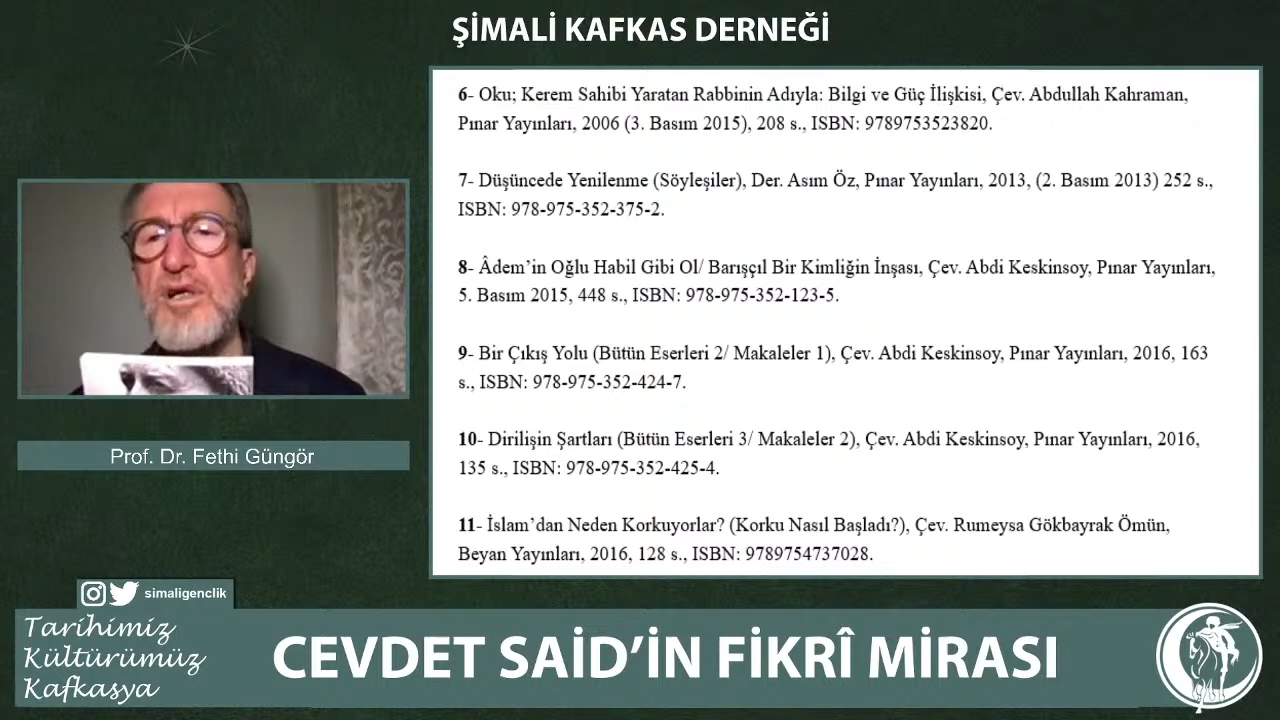 ŞİMALİ KAFKAS DERNEĞİ
6- Oku; Kerem Sahibi Yaratan Rabbinin Adıyla: Bilgi ve Güç İlişkisi, Çev. Abdullah Kahraman,
Pınar Yayınları, 2006 (3. Basım 2015), 208 s., ISBN: 9789753523820.
7- Düşüncede Yenilenme (Söyleşiler), Der. Asım Öz, Pınar Yayınları, 2013, (2. Basım 2013) 252 s.,
ISBN: 978-975-352-375-2.
8- Âdem’in Oğlu Habil Gibi Ol/ Barışçıl Bir Kimliğin İnşası, Çev. Abdi Keskinsoy, Pınar Yayınları,
5. Basım 2015, 448 s., ISBN: 978-975-352-123-5.
9- Bir Çıkış Yolu (Bütün Eserleri 2/ Makaleler 1), Çev. Abdi Keskinsoy, Pınar Yayınları, 2016, 163
s., ISBN: 978-975-352-424-7.
10- Dirilişin Şartları (Bütün Eserleri 3/ Makaleler 2), Çev. Abdi Keskinsoy, Pınar Yayınları, 2016,
135 s., ISBN: 978-975-352-425-4.
11- İslam’dan Neden Korkuyorlar? (Korku Nasıl Başladı?), Çev. Rumeysa Gökbayrak Ömün,
Beyan Yayınları, 2016, 128 s., ISBN: 9789754737028.
Prof. Dr. Fethi Güngör
simaligenclik
Tarihimiz
Kültürümüz
Kafkasya
CEVDET SAİD’İN FİKRÎ MİRASI